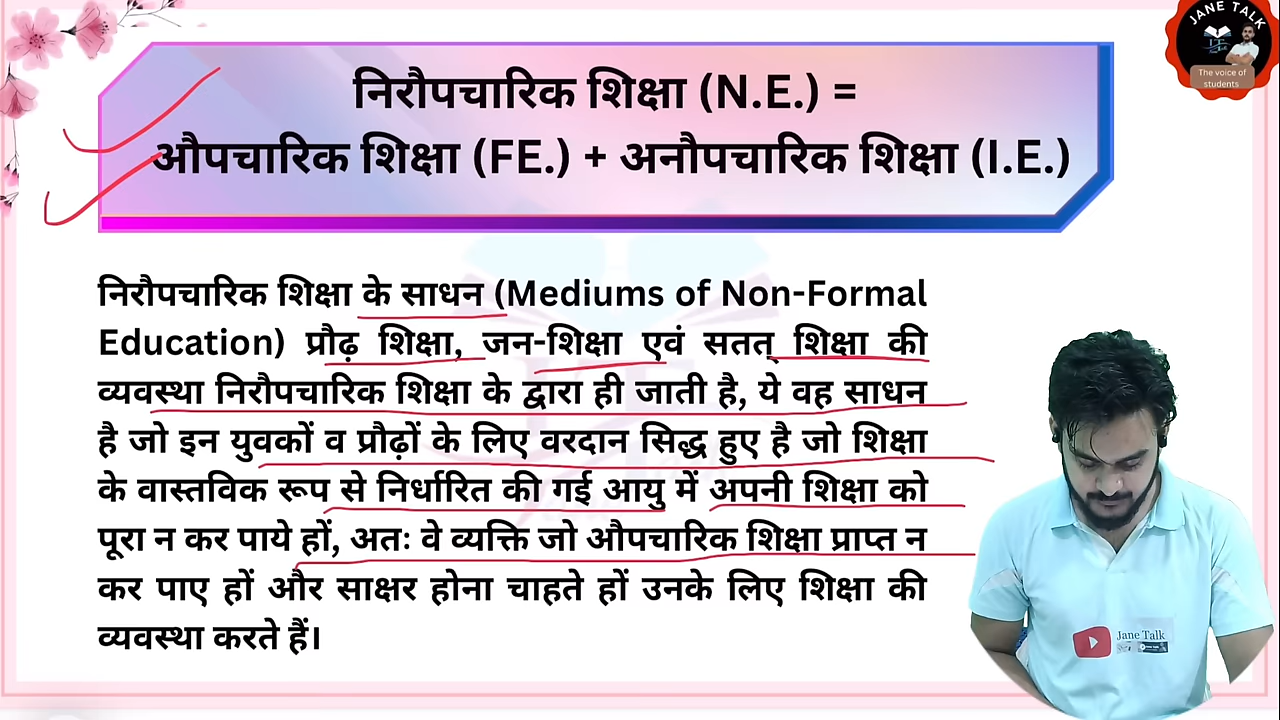 JANE TALK
The voice of
students
निरौपचारिक शिक्षा (N.E.) =
औपचारिक शिक्षा (FE.) + अनौपचारिक शिक्षा (I.E.)
निरौपचारिक शिक्षा के साधन (Mediums of Non-Formal
Education) प्रौढ़ शिक्षा, जन-शिक्षा एवं सतत् शिक्षा की
व्यवस्था निरौपचारिक शिक्षा के द्वारा ही जाती है, ये वह साधन
है जो इन युवकों व प्रौढ़ों के लिए वरदान सिद्ध हुए है जो शिक्षा
के वास्तविक रूप से निर्धारित की गई आयु में अपनी शिक्षा को
पूरा न कर पाये हों, अतः वे व्यक्ति जो औपचारिक शिक्षा प्राप्त न
कर पाए हों और साक्षर होना चाहते हों उनके लिए शिक्षा की
व्यवस्था करते हैं।
Jane Talk